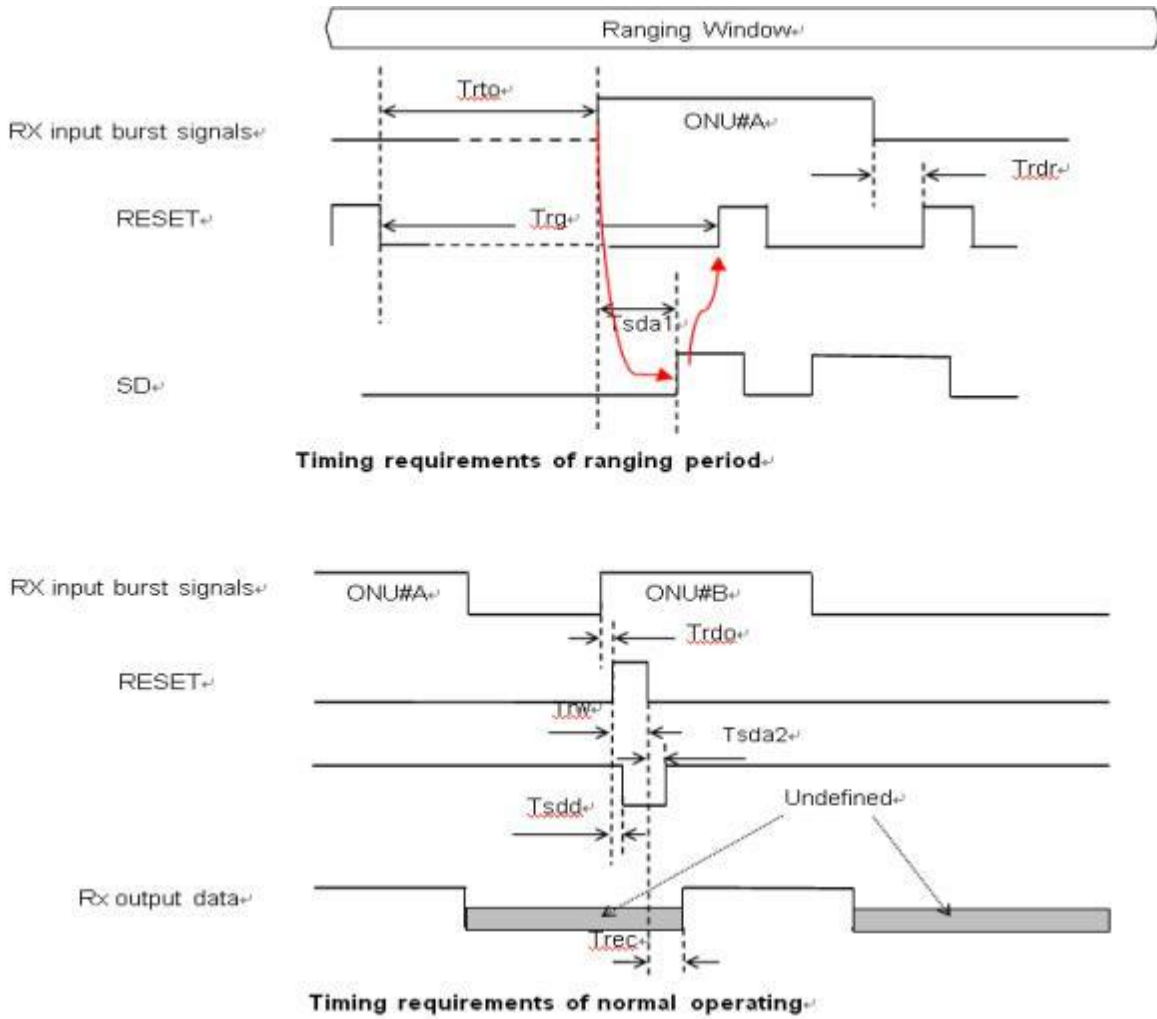 Ranging Window↵
Trto↵
RX input burst signals↵
ONU#A↵
Trdr↵
RESET↵
Trg↵
Tsda1↵
SD↵
Timing requirements of ranging period↵
RX input burst signals↵
ONU#A↵
ONU#B↵
Trdo↵
RESET↵
Trw↵
Tsda2↵
Tsdd↵
Undefined↵
Rx output data↵
Trec↵
Timing requirements of normal operating↵